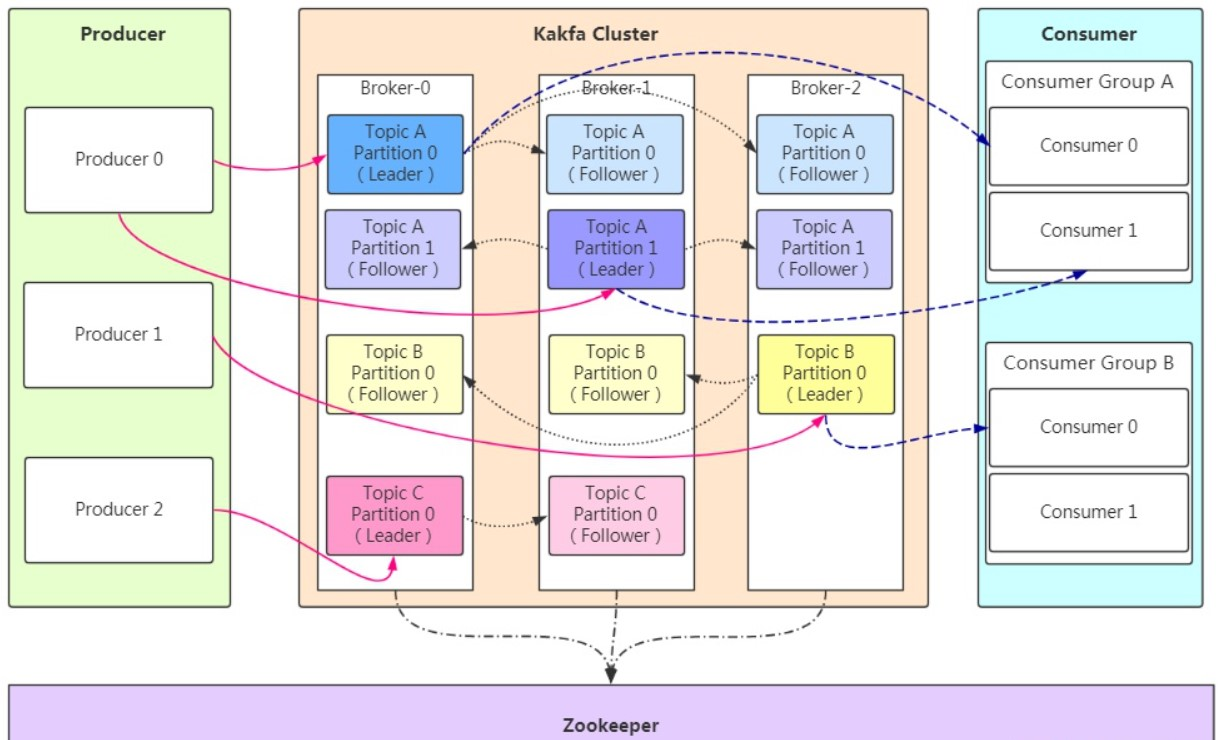 Producer
Producer 0
Producer 1
Producer 2
Kakfa Cluster
Broker-0
Topic A
Partition 0
( Leader )
Topic A
Partition 1
( Follower )
Topic B
Partition 0
( Follower )
Topic C
Partition 0
( Leader )
Broker-1
Topic A
Partition 0
( Follower )
Topic A
Partition 1
( Leader )
Topic B
Partition 0
( Follower )
Topic C
Partition 0
( Follower )
Broker-2
Topic A
Partition 0
( Follower )
Topic A
Partition 1
( Follower )
Topic B
Partition 0
( Leader )
Consumer
Consumer Group A
Consumer 0
Consumer 1
Consumer Group B
Consumer 0
Consumer 1
Zookeeper